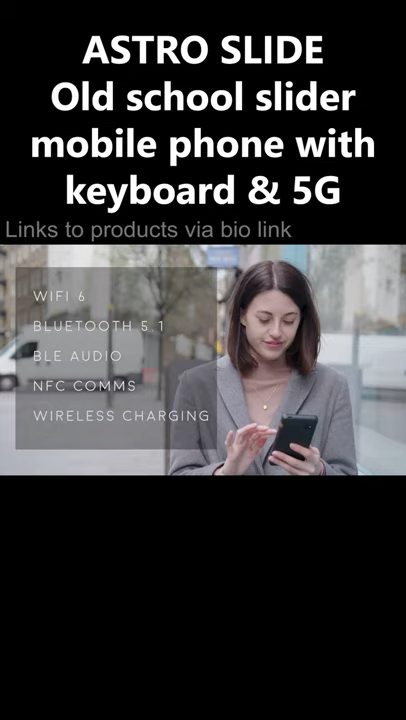 ASTRO SLIDE
Old school slider
mobile phone with
keyboard & 5G
Links to products via bio link
WIFI 6
BLUETOOTH 5.1
BLE AUDIO
NFC COMMS
WIRELESS CHARGING